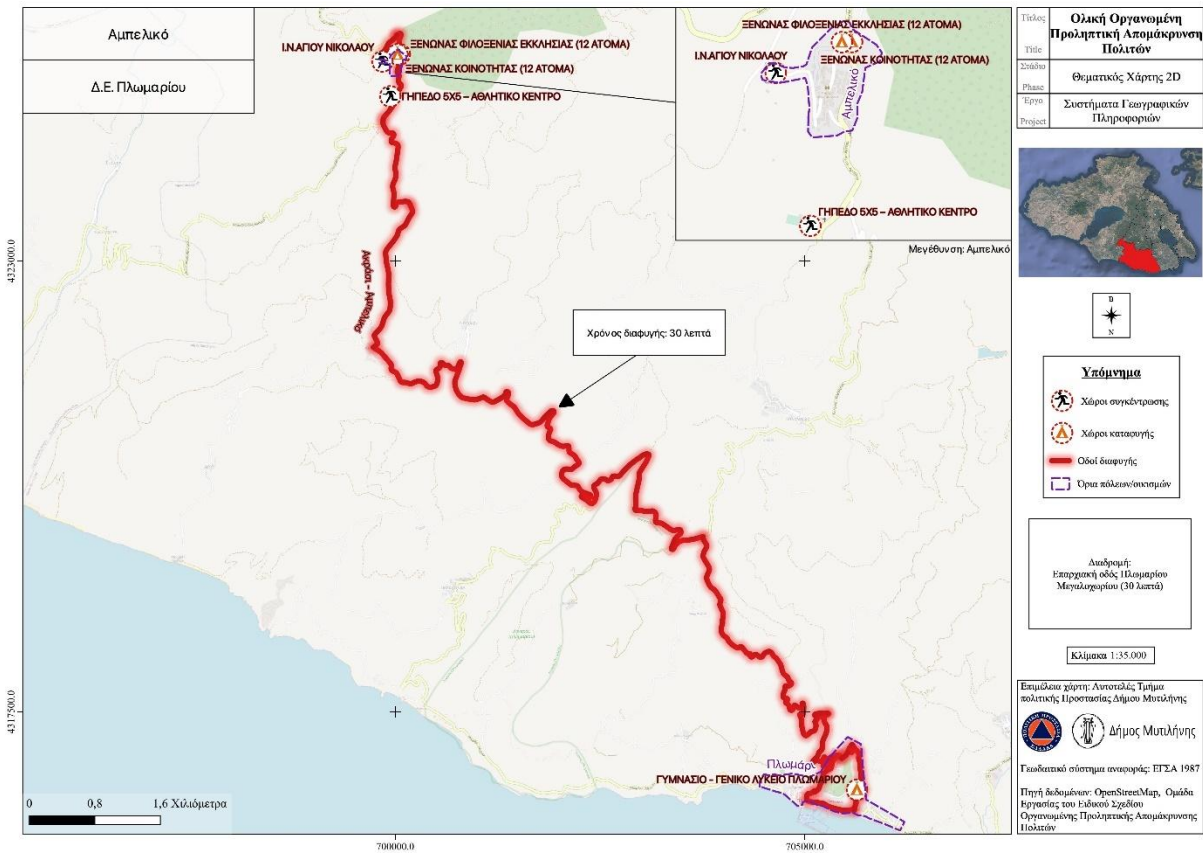 Αμπελικό
Δ.Ε. Πλωμαρίου
Ι.Ν.ΑΓΙΟΥ ΝΙΚΟΛΑΟΥ
ΞΕΝΩΝΑΣ ΦΙΛΟΞΕΝΙΑΣ ΕΚΚΛΗΣΙΑΣ (12 ΑΤΟΜΑ)
ΞΕΝΩΝΑΣ ΚΟΙΝΟΤΗΤΑΣ (12 ΑΤΟΜΑ)
ΓΗΠΕΔΟ 5Χ5 – ΑΘΛΗΤΙΚΟ ΚΕΝΤΡΟ
Ακράσι – Αμπελικό
Χρόνος διαφυγής: 30 λεπτά
Πλωμάρι
ΓΥΜΝΑΣΙΟ - ΓΕΝΙΚΟ ΛΥΚΕΙΟ ΠΛΩΜΑΡΙΟΥ
0 0,8 1,6 Χιλιόμετρα
4323000.0
4317500.0
700000.0
705000.0
ΞΕΝΩΝΑΣ ΦΙΛΟΞΕΝΙΑΣ ΕΚΚΛΗΣΙΑΣ (12 ΑΤΟΜΑ)
Ι.Ν.ΑΓΙΟΥ ΝΙΚΟΛΑΟΥ
ΞΕΝΩΝΑΣ ΚΟΙΝΟΤΗΤΑΣ (12 ΑΤΟΜΑ)
Αμπελικό
ΓΗΠΕΔΟ 5Χ5 – ΑΘΛΗΤΙΚΟ ΚΕΝΤΡΟ
Μεγέθυνση: Αμπελικό
Τίτλος
Title
Ολική Οργανωμένη
Προληπτική Απομάκρυνση
Πολιτών
Στάδιο
Phase
Θεματικός Χάρτης 2D
Έργο
Project
Συστήματα Γεωγραφικών
Πληροφοριών
Υπόμνημα
Χώροι συγκέντρωσης
Χώροι καταφυγής
Οδοί διαφυγής
Όρια πόλεων/οικισμών
Διαδρομή:
Επαρχιακή οδός Πλωμαρίου
Μεγαλοχωρίου (30 λεπτά)
Κλίμακα 1:35.000
Επιμέλεια χάρτη: Αυτοτελές Τμήμα
πολιτικής Προστασίας Δήμου Μυτιλήνης
Δήμος Μυτιλήνης
Γεωδαιτικό σύστημα αναφοράς: ΕΓΣΑ 1987
Πηγή δεδομένων: OpenStreetMap, Ομάδα
Εργασίας του Ειδικού Σχεδίου
Οργανωμένης Προληπτικής Απομάκρυνσης
Πολιτών